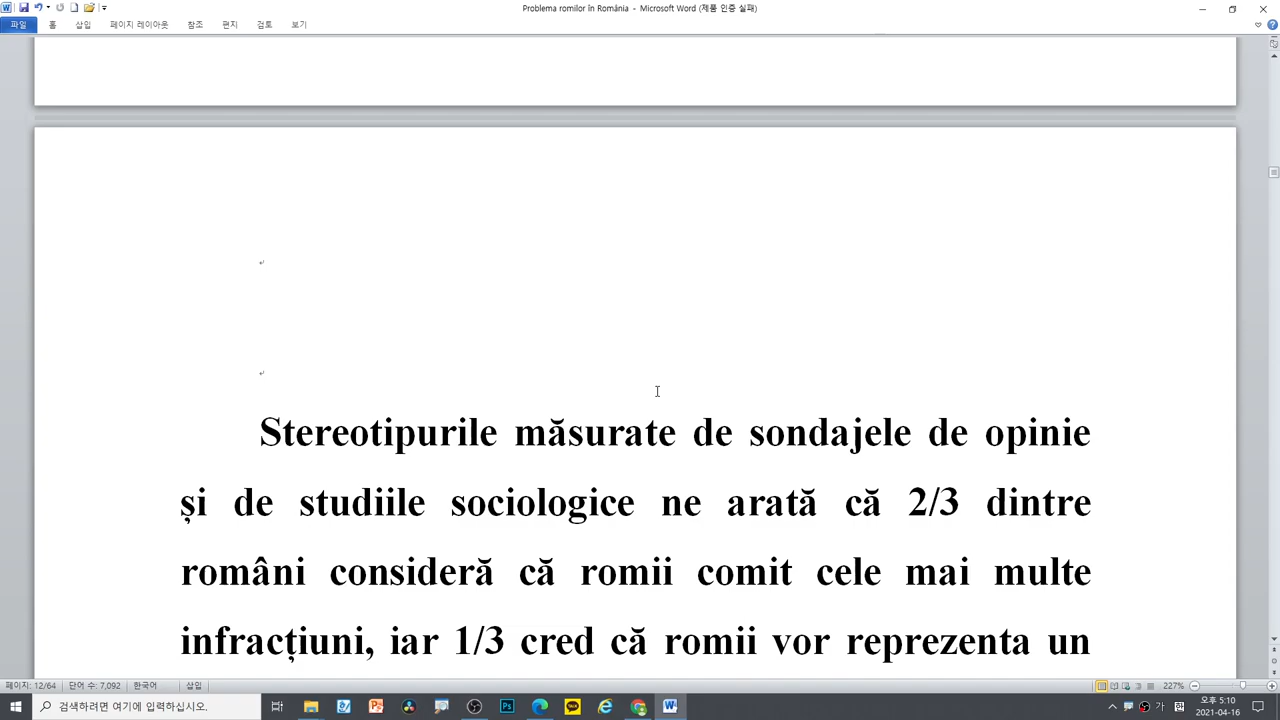 Problema romilor în România - Microsoft Word (제품 인증 실패)
파일 홈 삽입 페이지 레이아웃 참조 편지 검토 보기
Stereotipurile măsurate de sondajele de opinie
și de studiile sociologice ne arată că 2/3 dintre
români consideră că romii comit cele mai multe
infracțiuni, iar 1/3 cred că romii vor reprezenta un
페이지: 12/64 단어 수: 7,092 한국어 삽입 227%
검색하려면 여기에 입력하십시오. 가 오후 5:10
2021-04-16